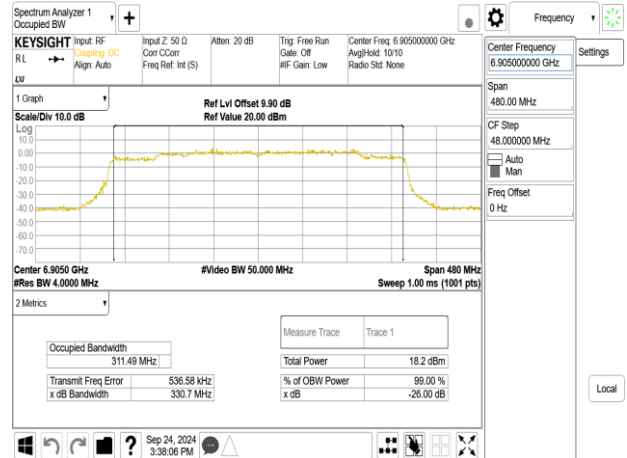 Spectrum Analyzer 1
Occupied BW
Frequency
KEYSIGHT
RL
Input: RF
Coupling: DC
Align: Auto
Input Z: 50 Ω
Corr CCorr
Freq Ref: Int (S)
Atten: 20 dB
Trig: Free Run
Gate: Off
#IF Gain: Low
Center Freq: 6.905000000 GHz
Avg|Hold: 10/10
Radio Std: None
Center Frequency
6.905000000 GHz
Settings
Span
480.00 MHz
CF Step
48.000000 MHz
Auto
Man
Freq Offset
0 Hz
1 Graph
Scale/Div 10.0 dB
Ref Lvl Offset 9.90 dB
Ref Value 20.00 dBm
Log
10.0
0.00
-10.0
-20.0
-30.0
-40.0
-50.0
-60.0
-70.0
Center 6.9050 GHz
#Video BW 50.000 MHz
Span 480 MHz
#Res BW 4.0000 MHz
Sweep 1.00 ms (1001 pts)
2 Metrics
Measure Trace Trace 1
Occupied Bandwidth
311.49 MHz
Total Power 18.2 dBm
Transmit Freq Error 536.58 kHz
% of OBW Power 99.00 %
x dB Bandwidth 330.7 MHz
x dB -26.00 dB
Local
Sep 24, 2024
3:38:06 PM